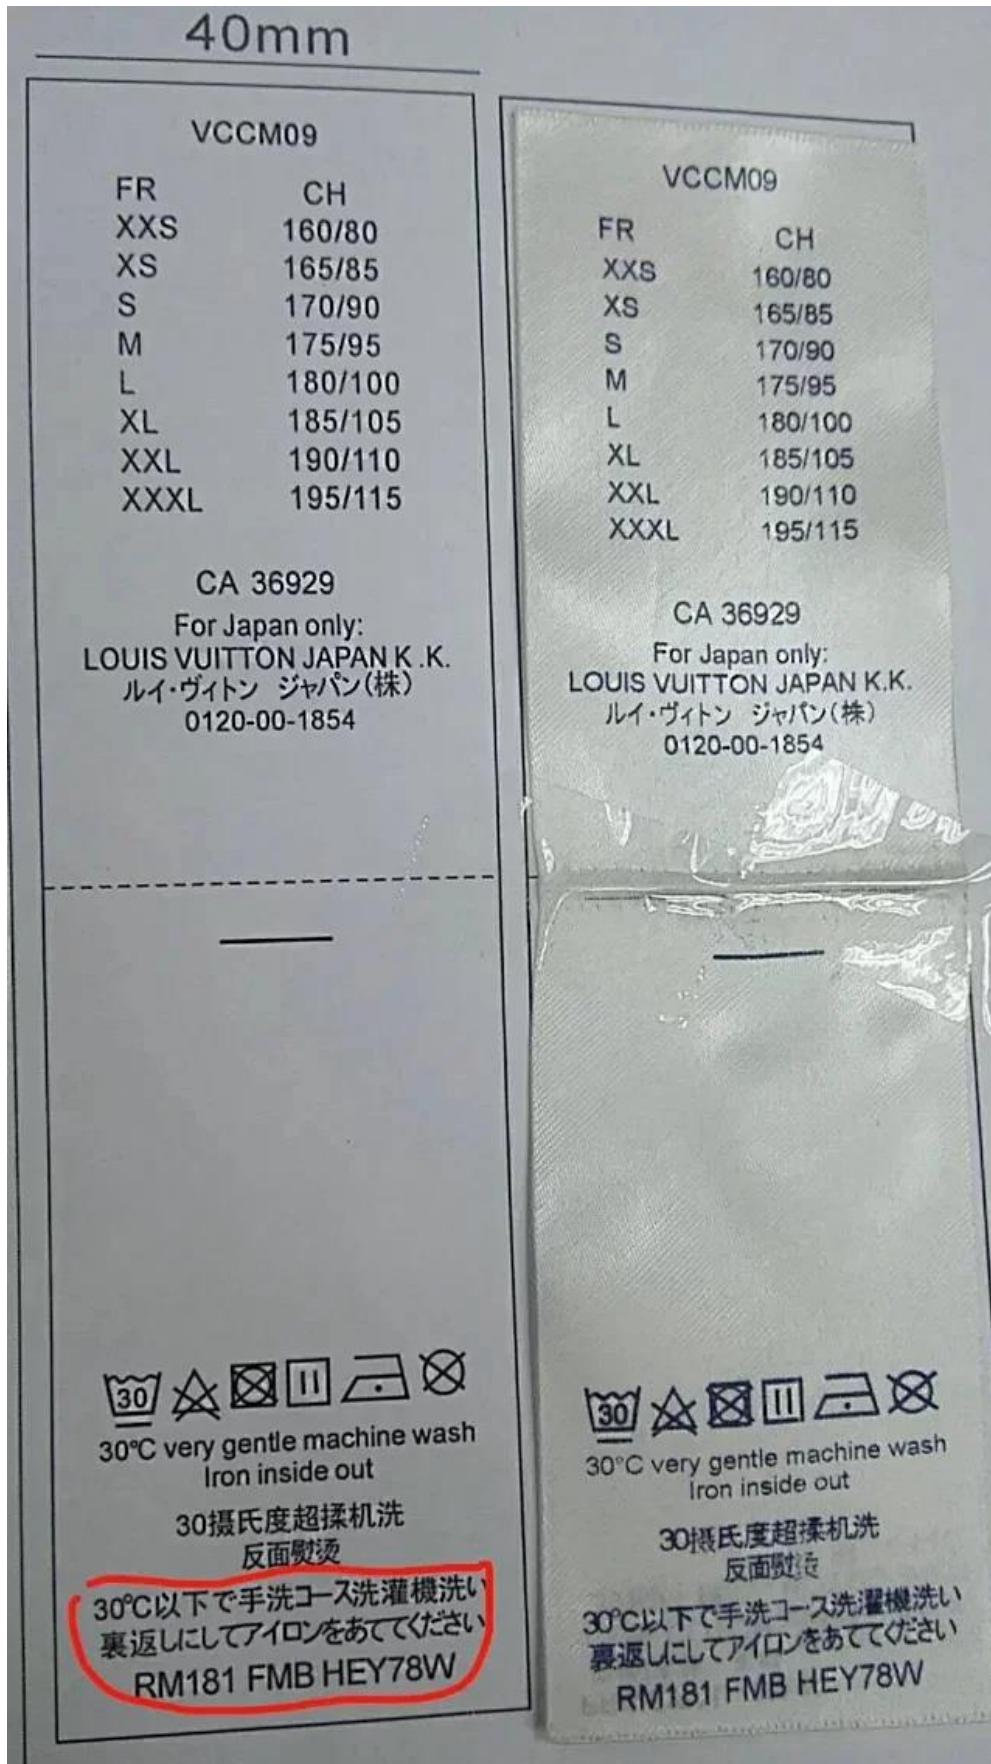 40mm
VCCM09
FR CH
XXS 160/80
XS 165/85
S 170/90
M 175/95
L 180/100
XL 185/105
XXL 190/110
XXXL 195/115
CA 36929
For Japan only:
LOUIS VUITTON JAPAN K .K.
ルイ・ヴィトン ジャパン(株)
0120-00-1854
30
30℃ very gentle machine wash
Iron inside out
30摄氏度超揉机洗
反面熨烫
30℃以下で手洗コース洗灌機洗い
裏返しにしてアイロンをあててください
RM181 FMB HEY78W
VCCM09
FR CH
XXS 160/80
XS 165/85
S 170/90
M 175/95
L 180/100
XL 185/105
XXL 190/110
XXXL 195/115
CA 36929
For Japan only:
LOUIS VUITTON JAPAN K.K.
ルイ・ヴィトン ジャパン(株)
0120-00-1854
30
30°C very gentle machine wash
Iron inside out
30摄氏度超揉机洗
反面熨烫
30℃以下で手洗コース洗濯機洗い
裏返しにしてアイロンをあててください
RM181 FMB HEY78W